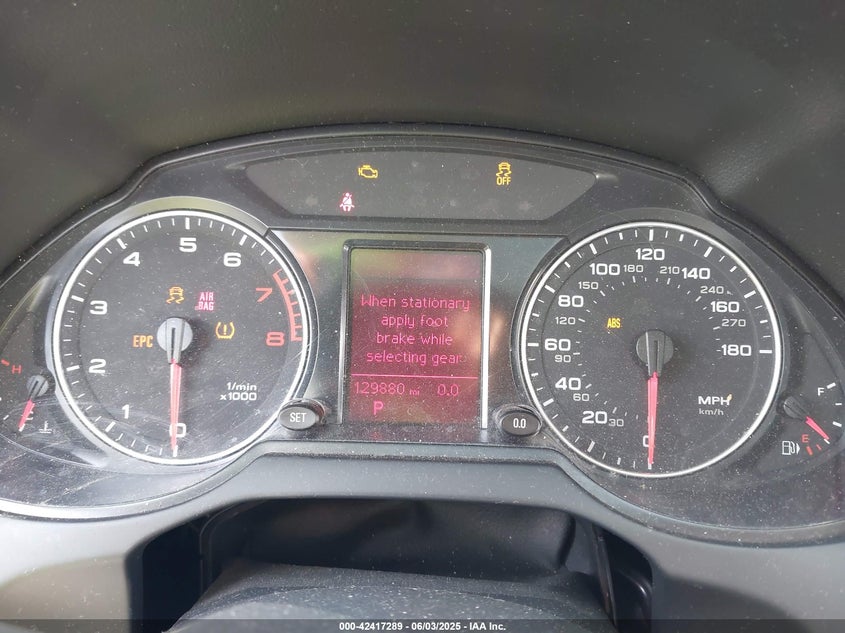 OFF
5
4
6
3
7
AIR
BAG
8
EPC
2
1/min
x1000
1
0
H
SET
When stationary
apply foot
brake while
selecting gear
129880 mi 0.0
P
0.0
120
100 180 210 140
150 240
80 160
120 ABS 270
60 180
90
40 MPH
60 km/h
20 30
0
F
E
000-42417289 - 06/03/2025 - IAA Inc.